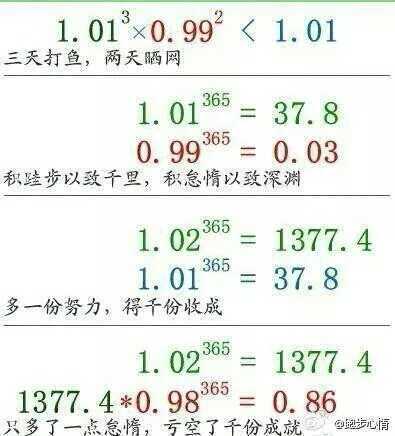 1.01³×0.99² < 1.01
三天打鱼，两天晒网
1.01³⁶⁵ = 37.8
0.99³⁶⁵ = 0.03
积跬步以致千里，积怠惰以致深渊
1.02³⁶⁵ = 1377.4
1.01³⁶⁵ = 37.8
多一份努力，得千份收成
1.02³⁶⁵ = 1377.4
1377.4*0.98³⁶⁵ = 0.86
只多了一点怠惰，亏空了千份成就
@跑步心情